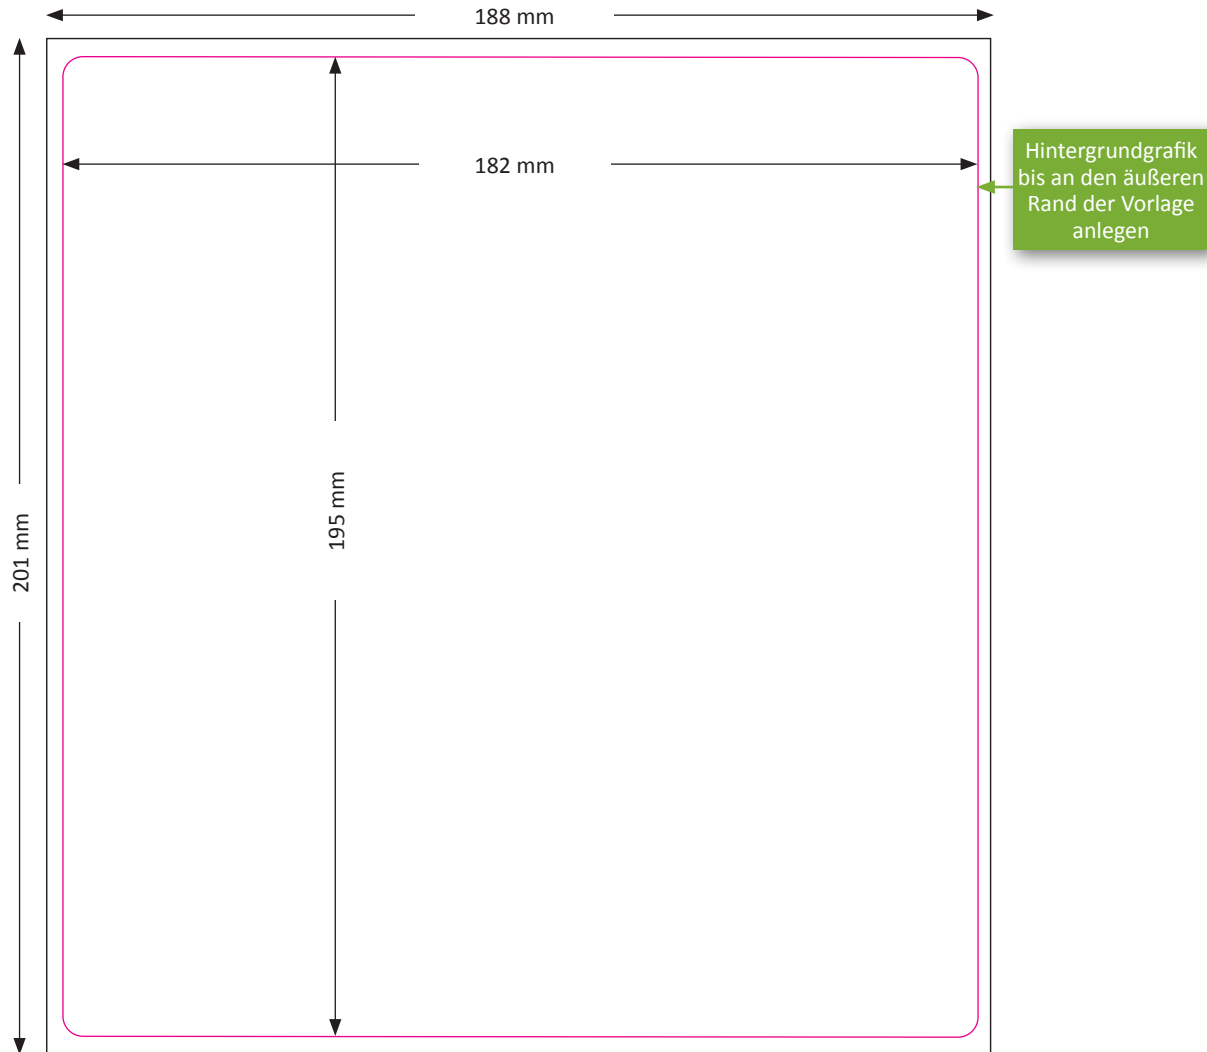 188 mm
182 mm
Hintergrundgrafik
bis an den äußeren
Rand der Vorlage
anlegen
195 mm
201 mm